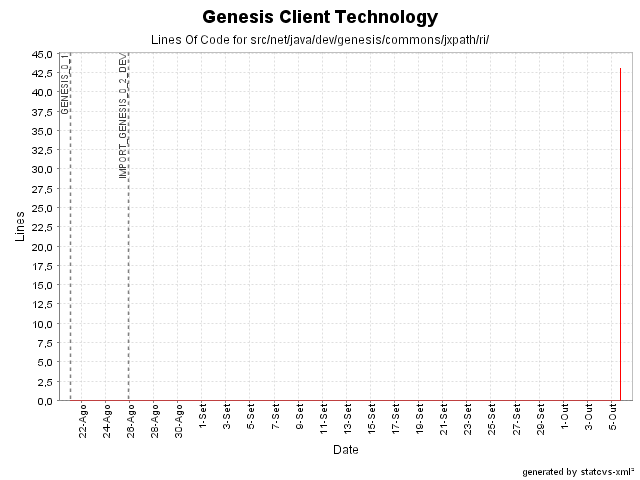 Genesis Client Technology
Lines Of Code for src/net/java/dev/genesis/commons/jxpath/ri/
45,0
42,5
40,0
37,5
35,0
32,5
30,0
27,5
25,0
22,5
20,0
17,5
15,0
12,5
10,0
7,5
5,0
2,5
0,0
Lines
GENESIS_0_1
IMPORT_GENESIS_0_2_DEV
22-Ago
24-Ago
26-Ago
28-Ago
30-Ago
1-Set
3-Set
5-Set
7-Set
9-Set
11-Set
13-Set
15-Set
17-Set
19-Set
21-Set
23-Set
25-Set
27-Set
29-Set
1-Out
3-Out
5-Out
Date
generated by statcvs-xml²